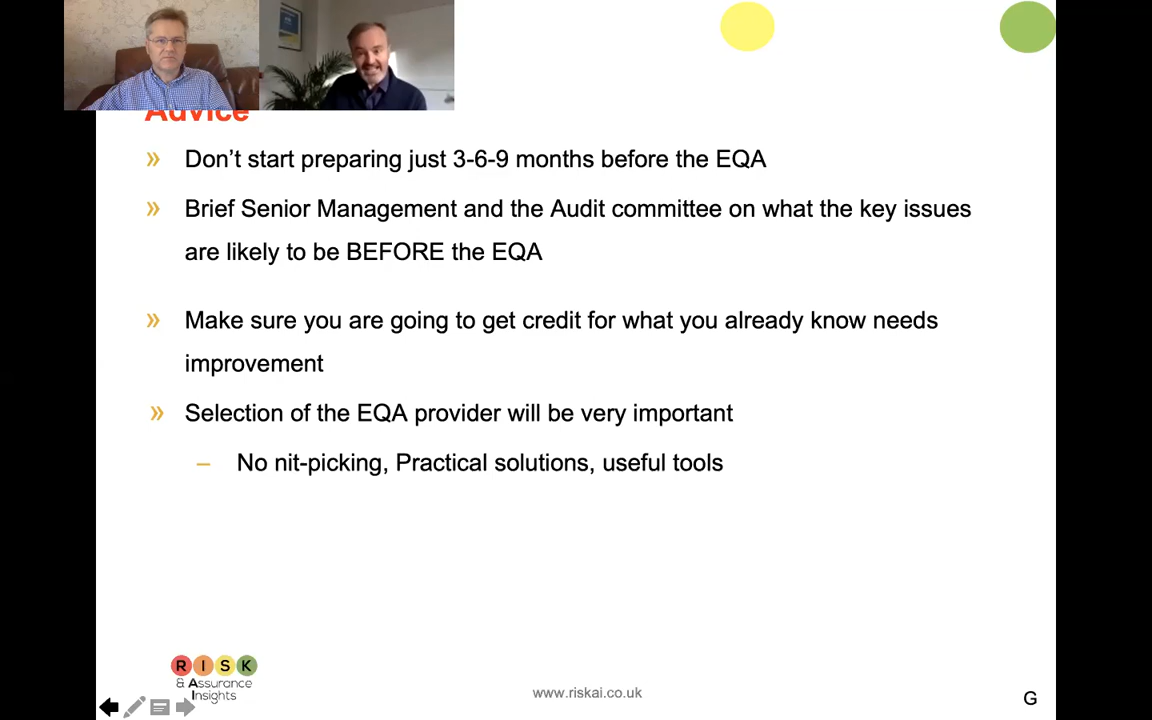 Advice
» Don’t start preparing just 3-6-9 months before the EQA
» Brief Senior Management and the Audit committee on what the key issues
are likely to be BEFORE the EQA
» Make sure you are going to get credit for what you already know needs
improvement
» Selection of the EQA provider will be very important
– No nit-picking, Practical solutions, useful tools
RISK
& Assurance
Insights
www.riskai.co.uk
G